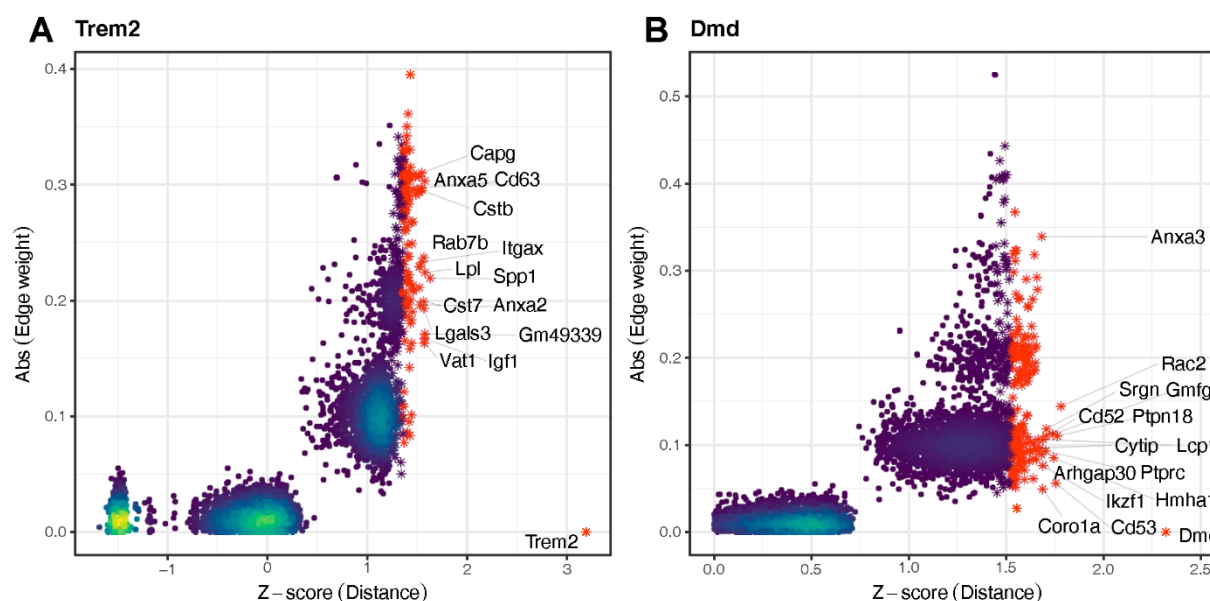 A Trem2
Abs (Edge weight)
0.4
0.3
0.2
0.1
0.0
Capg
Anxa5 Cd63
Cstb
Rab7b
Itgax
Lpl
Spp1
Cst7 Anxa2
Lgals3
Gm49339
Vat1
Igf1
Trem2
−1 0 1 2 3
Z−score (Distance)
B Dmd
Abs (Edge weight)
0.5
0.4
0.3
0.2
0.1
0.0
Anxa3
Rac2
Srgn Gmfg
Cd52 Ptpn18
Cytip
Arhgap30 Ptprc
Ikzf1
Coro1a
Cd53
0.0 0.5 1.0 1.5 2.0 2.5
Z−score (Distance)